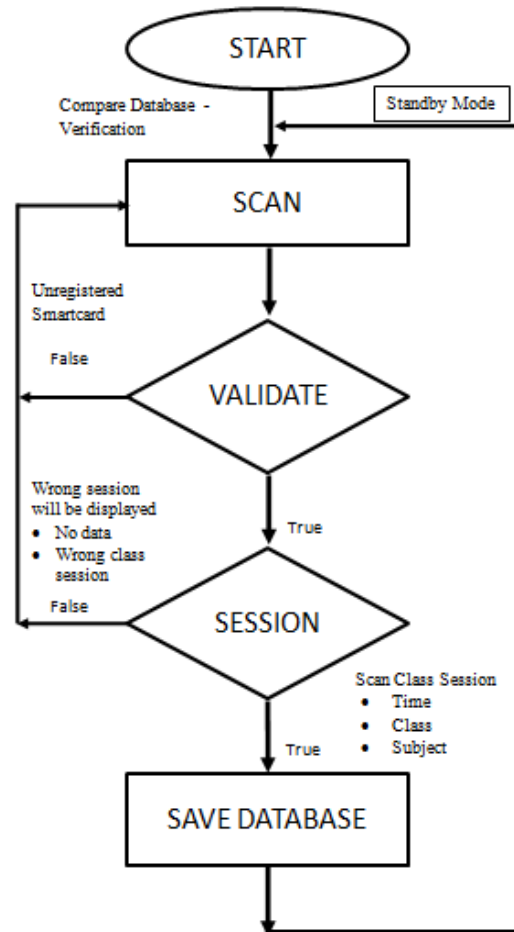 START
Compare Database -
Verification
Standby Mode
SCAN
Unregistered
Smartcard
False
VALIDATE
Wrong session
will be displayed
• No data
• Wrong class
session
True
False
SESSION
Scan Class Session
• Time
• Class
• Subject
True
SAVE DATABASE